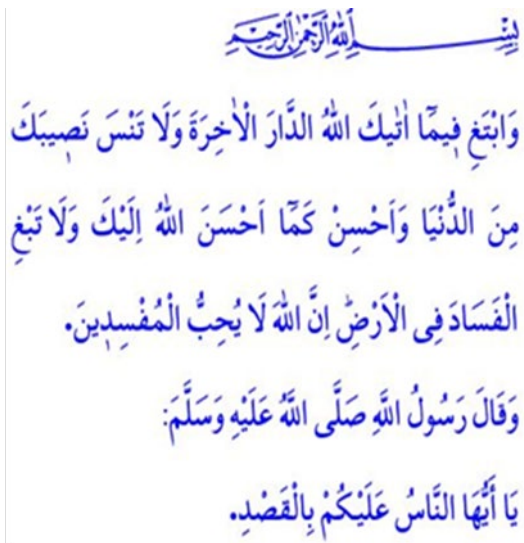 بِسْمِ اللّٰهِ الرَّحْمٰنِ الرَّحِيمِ
وَابْتَغِ فٖيمَٓا اٰتٰيكَ اللّٰهُ الدَّارَ الْاٰخِرَةَ وَلَا تَنْسَ نَصٖيبَكَ
مِنَ الدُّنْيَا وَاَحْسِنْ كَمَٓا اَحْسَنَ اللّٰهُ اِلَيْكَ وَلَا تَبْغِ
الْفَسَادَ فِى الْاَرْضِۜ اِنَّ اللّٰهَ لَا يُحِبُّ الْمُفْسِدٖينَ.
وَقَالَ رَسُولُ اللَّهِ صَلَّى اللَّهُ عَلَيْهِ وَسَلَّمَ:
يَا أَيُّهَا النَّاسُ عَلَيْكُمْ بِالْقَصْدِ.